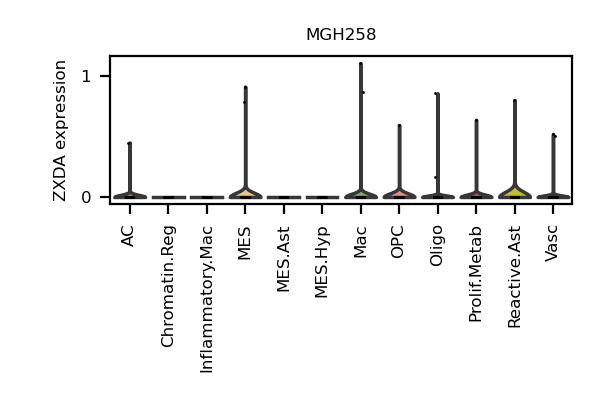 MGH258
ZXDA expression
1
0
AC
Chromatin.Reg
Inflammatory.Mac
MES
MES.Ast
MES.Hyp
Mac
OPC
Oligo
Prolif.Metab
Reactive.Ast
Vasc